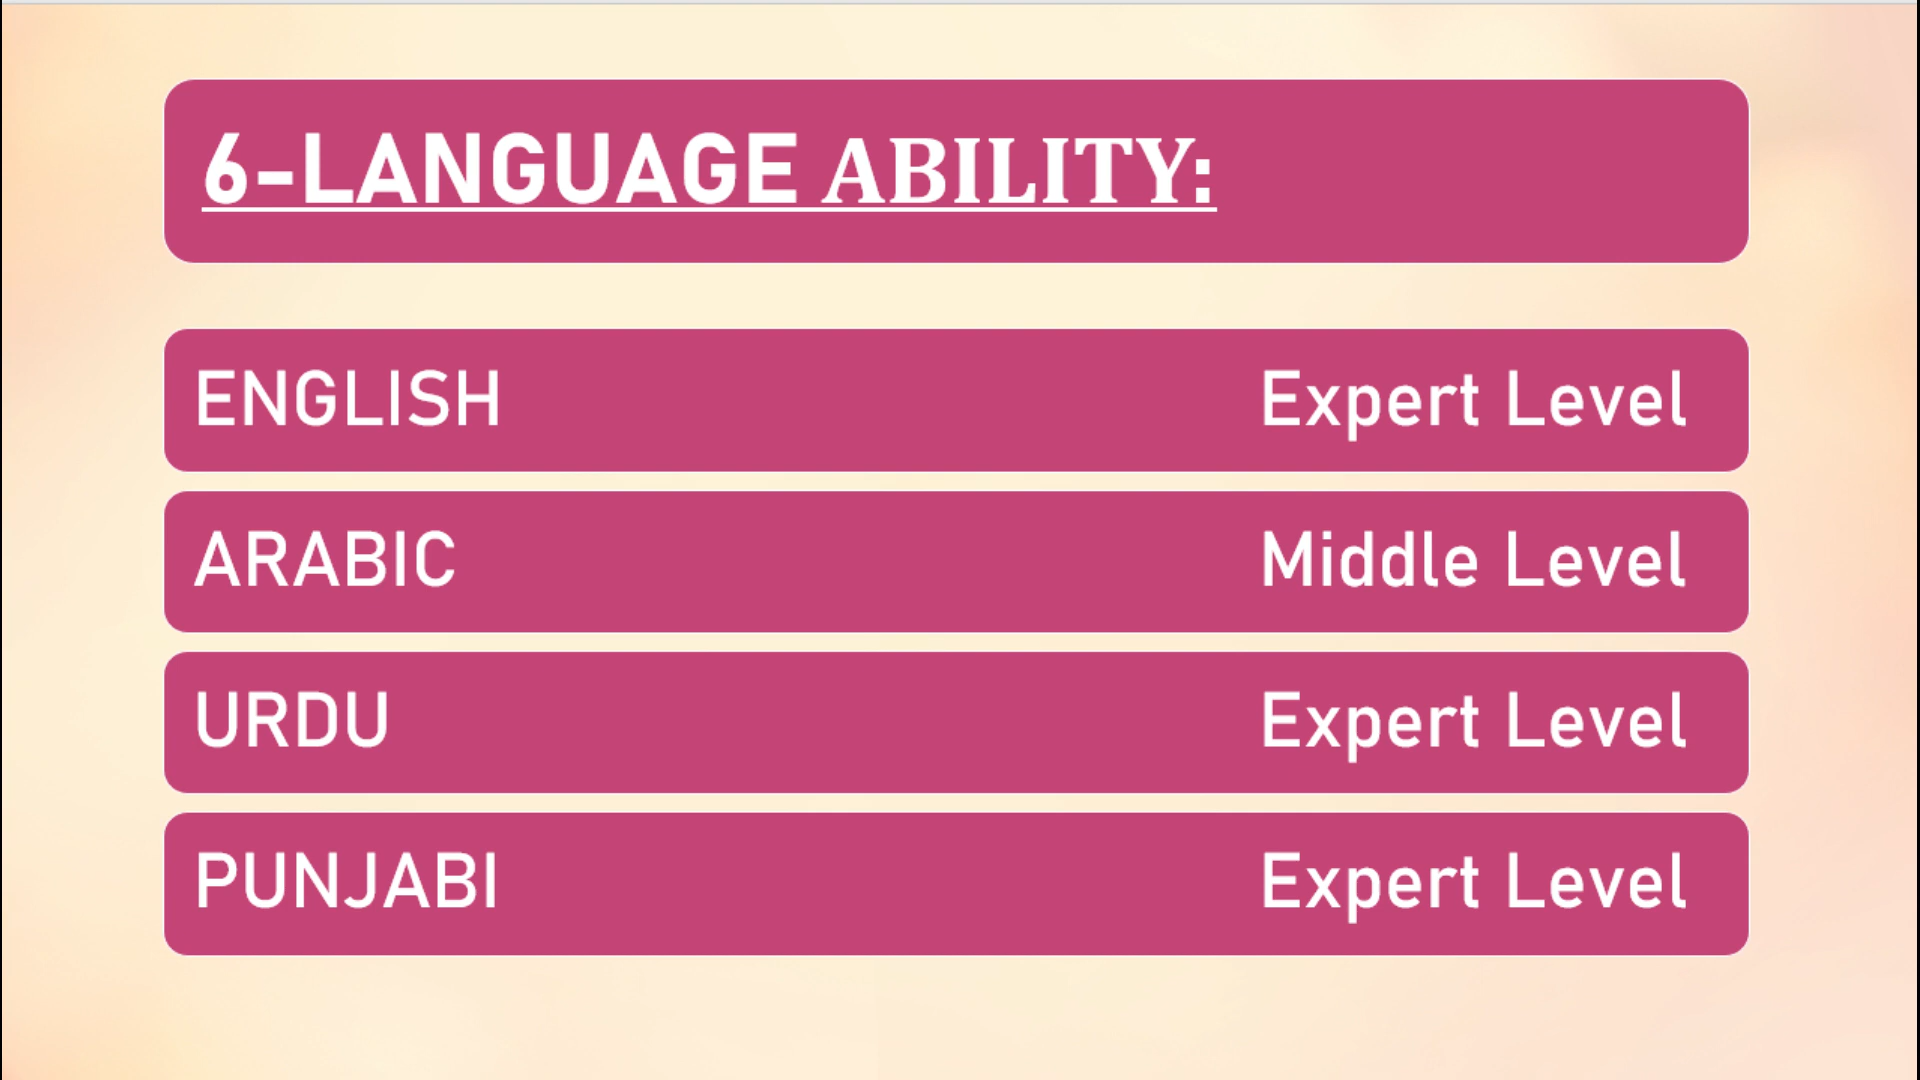 6-LANGUAGE ABILITY:
ENGLISH Expert Level
ARABIC Middle Level
URDU Expert Level
PUNJABI Expert Level